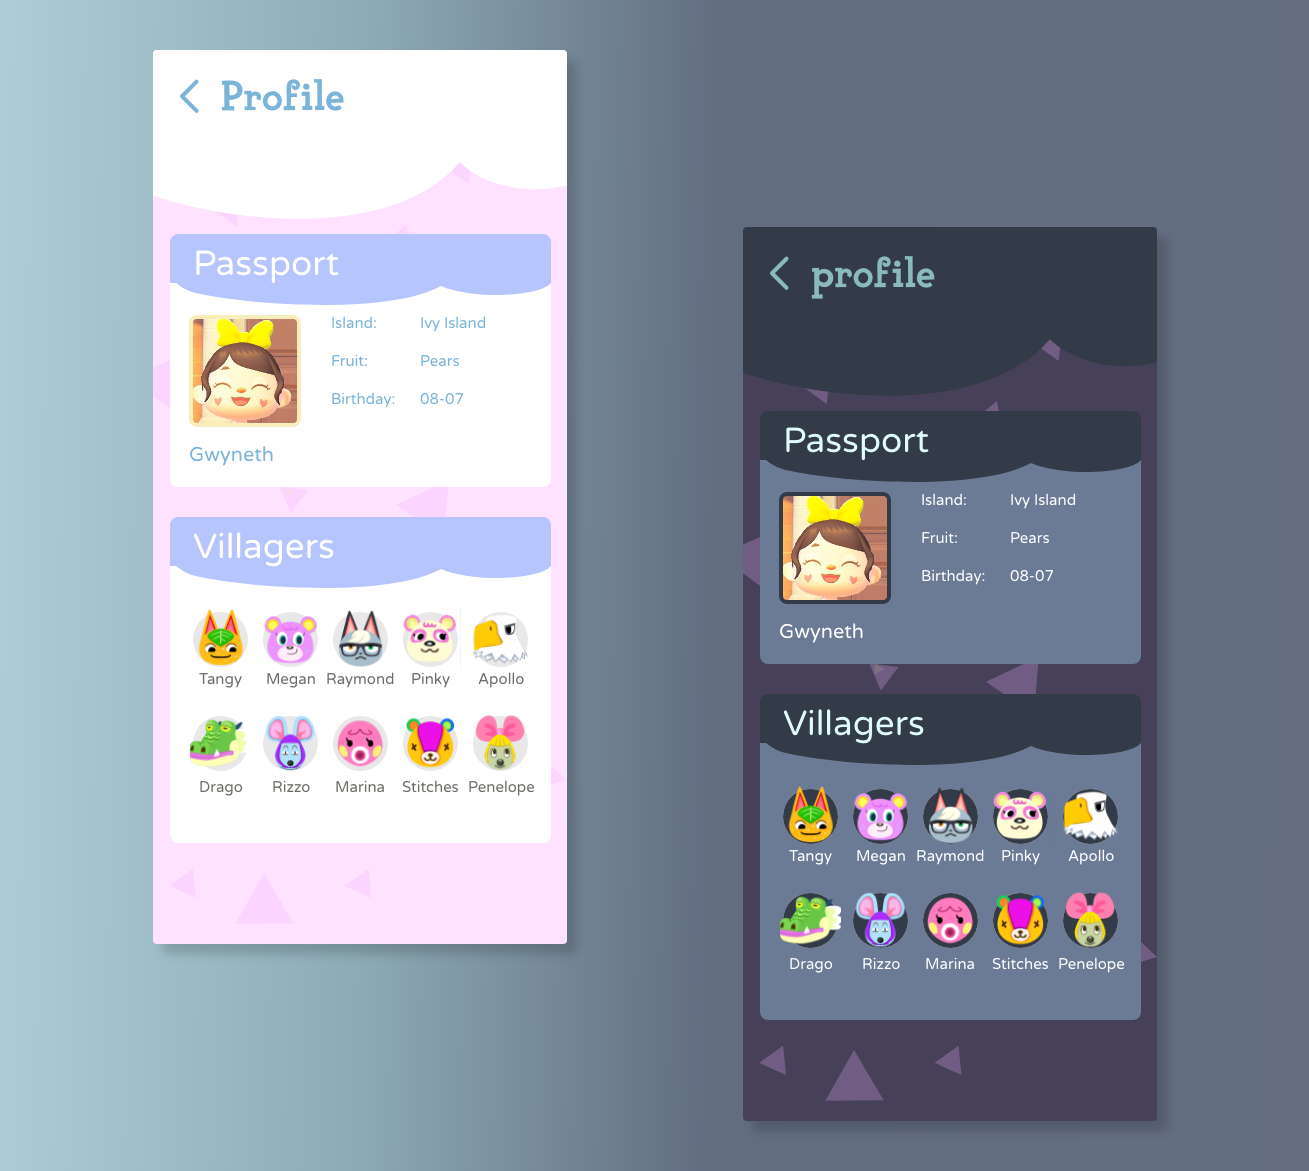 Profile
Passport
Island: Ivy Island
Fruit: Pears
Birthday: 08-07
Gwyneth
Villagers
Tangy Megan Raymond Pinky Apollo
Drago Rizzo Marina Stitches Penelope
profile
Passport
Island: Ivy Island
Fruit: Pears
Birthday: 08-07
Gwyneth
Villagers
Tangy Megan Raymond Pinky Apollo
Drago Rizzo Marina Stitches Penelope